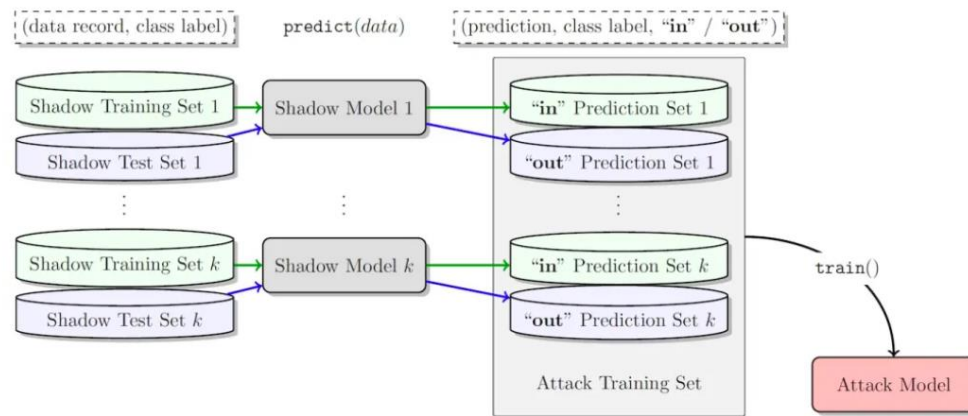 (data record, class label)
predict(data)
(prediction, class label, “in” / “out”)
Shadow Training Set 1
Shadow Model 1
“in” Prediction Set 1
Shadow Test Set 1
“out” Prediction Set 1
Shadow Training Set k
Shadow Model k
“in” Prediction Set k
train()
Shadow Test Set k
“out” Prediction Set k
Attack Training Set
Attack Model